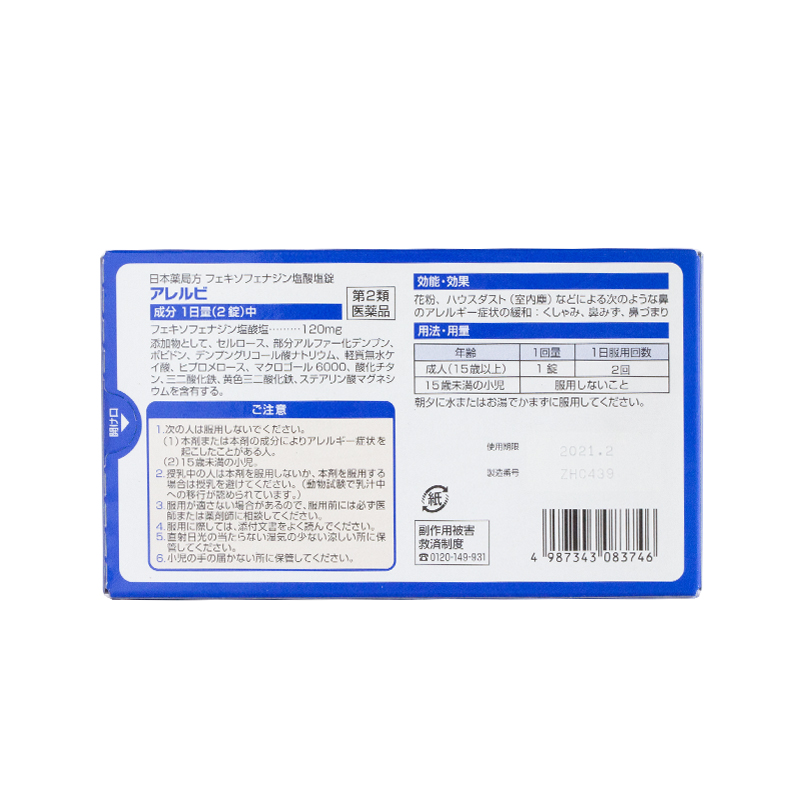 日本薬局方 フェキソフェナジン塩酸塩錠
アレルビ
第2類
医薬品
成分 1日量(2錠)中
フェキソフェナジン塩酸塩………120mg
添加物として、セルロース、部分アルファー化デンプン、
ポビドン、デンプングリコール酸ナトリウム、軽質無水ケ
イ酸、ヒプロメロース、マクロゴール6000、酸化チタ
ン、三二酸化鉄、黄色三二酸化鉄、ステアリン酸マグネシ
ウムを含有する。
ご注意
1.次の人は服用しないでください。
(1)本剤または本剤の成分によりアレルギー症状を
起こしたことがある人。
(2)15歳未満の小児。
2.授乳中の人は本剤を服用しないか、本剤を服用する
場合は授乳を避けてください。(動物試験で乳汁中
への移行が認められています。)
3.服用が適さない場合があるので、服用前には必ず医
師または薬剤師に相談してください。
4.服用に際しては、添付文書をよく読んでください。
5.直射日光の当たらない湿気の少ない涼しい所に保
管してください。
6.小児の手の届かない所に保管してください。
開け口
効能・効果
花粉、ハウスダスト(室内塵)などによる次のような鼻
のアレルギー症状の緩和:くしゃみ、鼻みず、鼻づまり
用法・用量
年齢 1回量 1日服用回数
成人(15歳以上) 1錠 2回
15歳未満の小児 服用しないこと
朝夕に水またはお湯でかまずに服用してください。
使用期限 2021.2
製造番号 ZHC439
紙
副作用被害
救済制度
☎0120-149-931
4 987343 083746